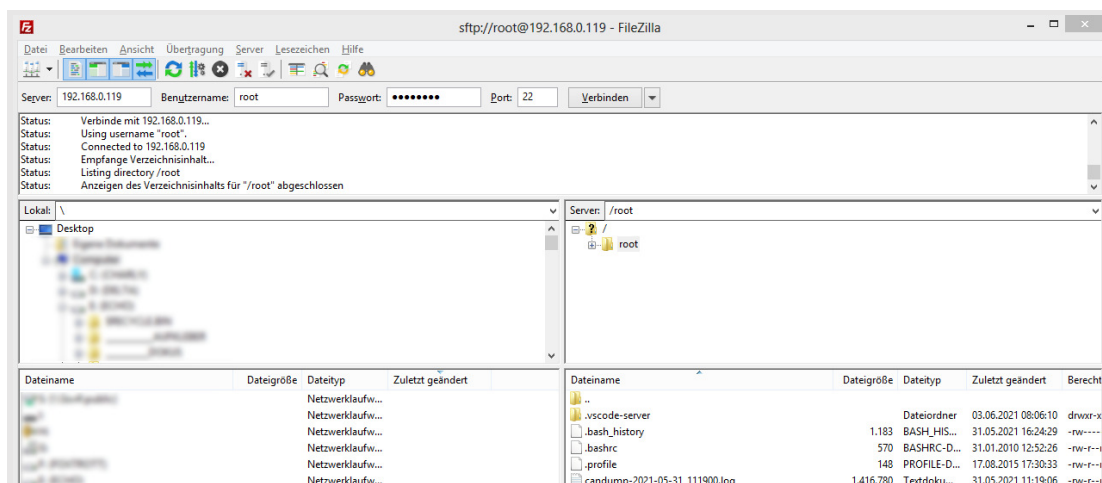 sftp://root@192.168.0.119 - FileZilla
Datei Bearbeiten Ansicht Übertragung Server Lesezeichen Hilfe
Server: 192.168.0.119 Benutzername: root Passwort: ●●●●●●●● Port: 22 Verbinden
Status: Verbinde mit 192.168.0.119...
Status: Using username "root".
Status: Connected to 192.168.0.119
Status: Empfange Verzeichnisinhalt...
Status: Listing directory /root
Status: Anzeigen des Verzeichnisinhalts für "/root" abgeschlossen
Lokal: \
Desktop
Server: /root
/
root
Dateiname Dateigröße Dateityp Zuletzt geändert
Netzwerklaufw...
Netzwerklaufw...
Netzwerklaufw...
Netzwerklaufw...
Netzwerklaufw...
Netzwerklaufw...
Dateiname Dateigröße Dateityp Zuletzt geändert Berecht
..
.vscode-server Dateiordner 03.06.2021 08:06:10 drwxr-x
.bash_history 1.183 BASH_HIS... 31.05.2021 16:24:29 -rw----
.bashrc 570 BASHRC-D... 31.01.2010 12:52:26 -rw-r--r
.profile 148 PROFILE-D... 17.08.2015 17:30:33 -rw-r--r
candump-2021-05-31_111900.log 1.416.780 Textdoku... 31.05.2021 11:19:06 -rw-r--r